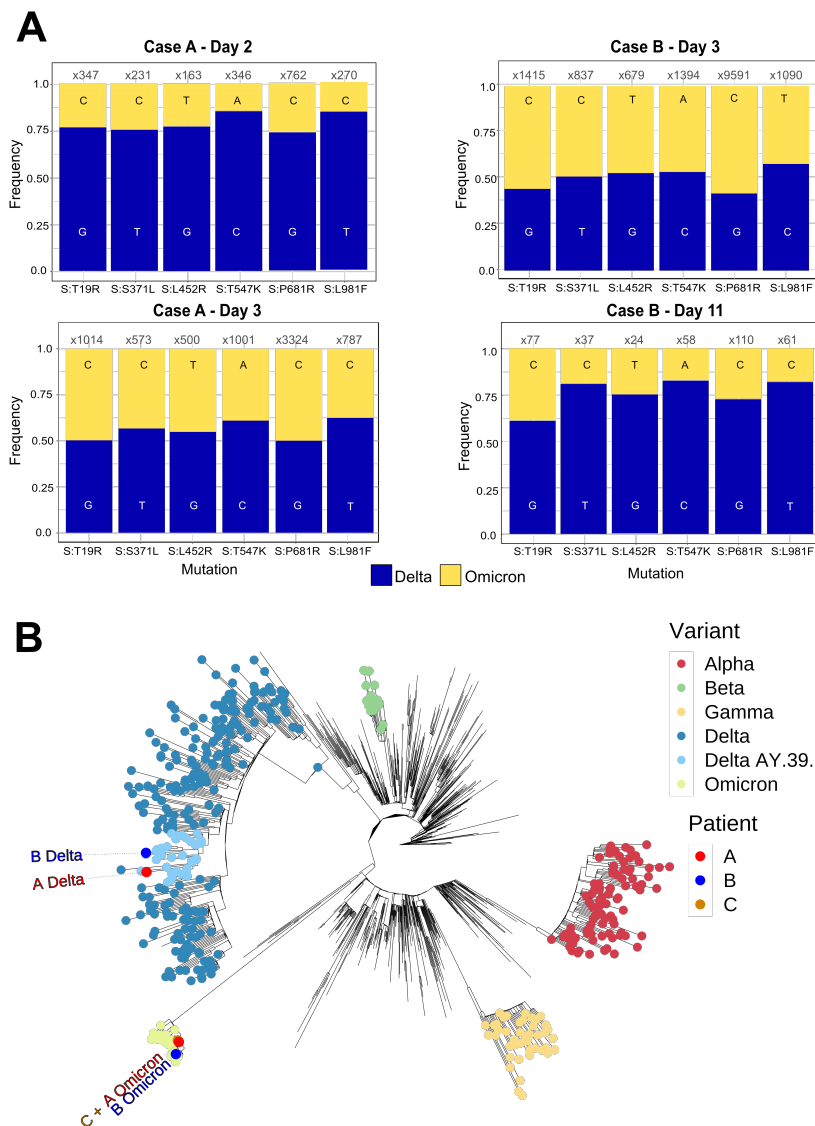 A
Case A - Day 2
x347 x231 x163 x346 x762 x270
1.0
0.75
0.50
0.25
0.0
Frequency
C C T A C C
G T G C G T
S:T19R S:S371L S:L452R S:T547K S:P681R S:L981F
Case B - Day 3
x1415 x837 x679 x1394 x9591 x1090
1.0
0.75
0.50
0.25
0.0
Frequency
C C T A C T
G T G C G C
S:T19R S:S371L S:L452R S:T547K S:P681R S:L981F
Case A - Day 3
x1014 x573 x500 x1001 x3324 x787
1.0
0.75
0.50
0.25
0.0
Frequency
C C T A C C
G T G C G T
S:T19R S:S371L S:L452R S:T547K S:P681R S:L981F
Mutation
Case B - Day 11
x77 x37 x24 x58 x110 x61
1.0
0.75
0.50
0.25
0.0
Frequency
C C T A C C
G T G C G T
S:T19R S:S371L S:L452R S:T547K S:P681R S:L981F
Mutation
Delta Omicron
B
Variant
Alpha
Beta
Gamma
Delta
Delta AY.39.
Omicron
Patient
A
B
C
B Delta
A Delta
C + A Omicron
B Omicron